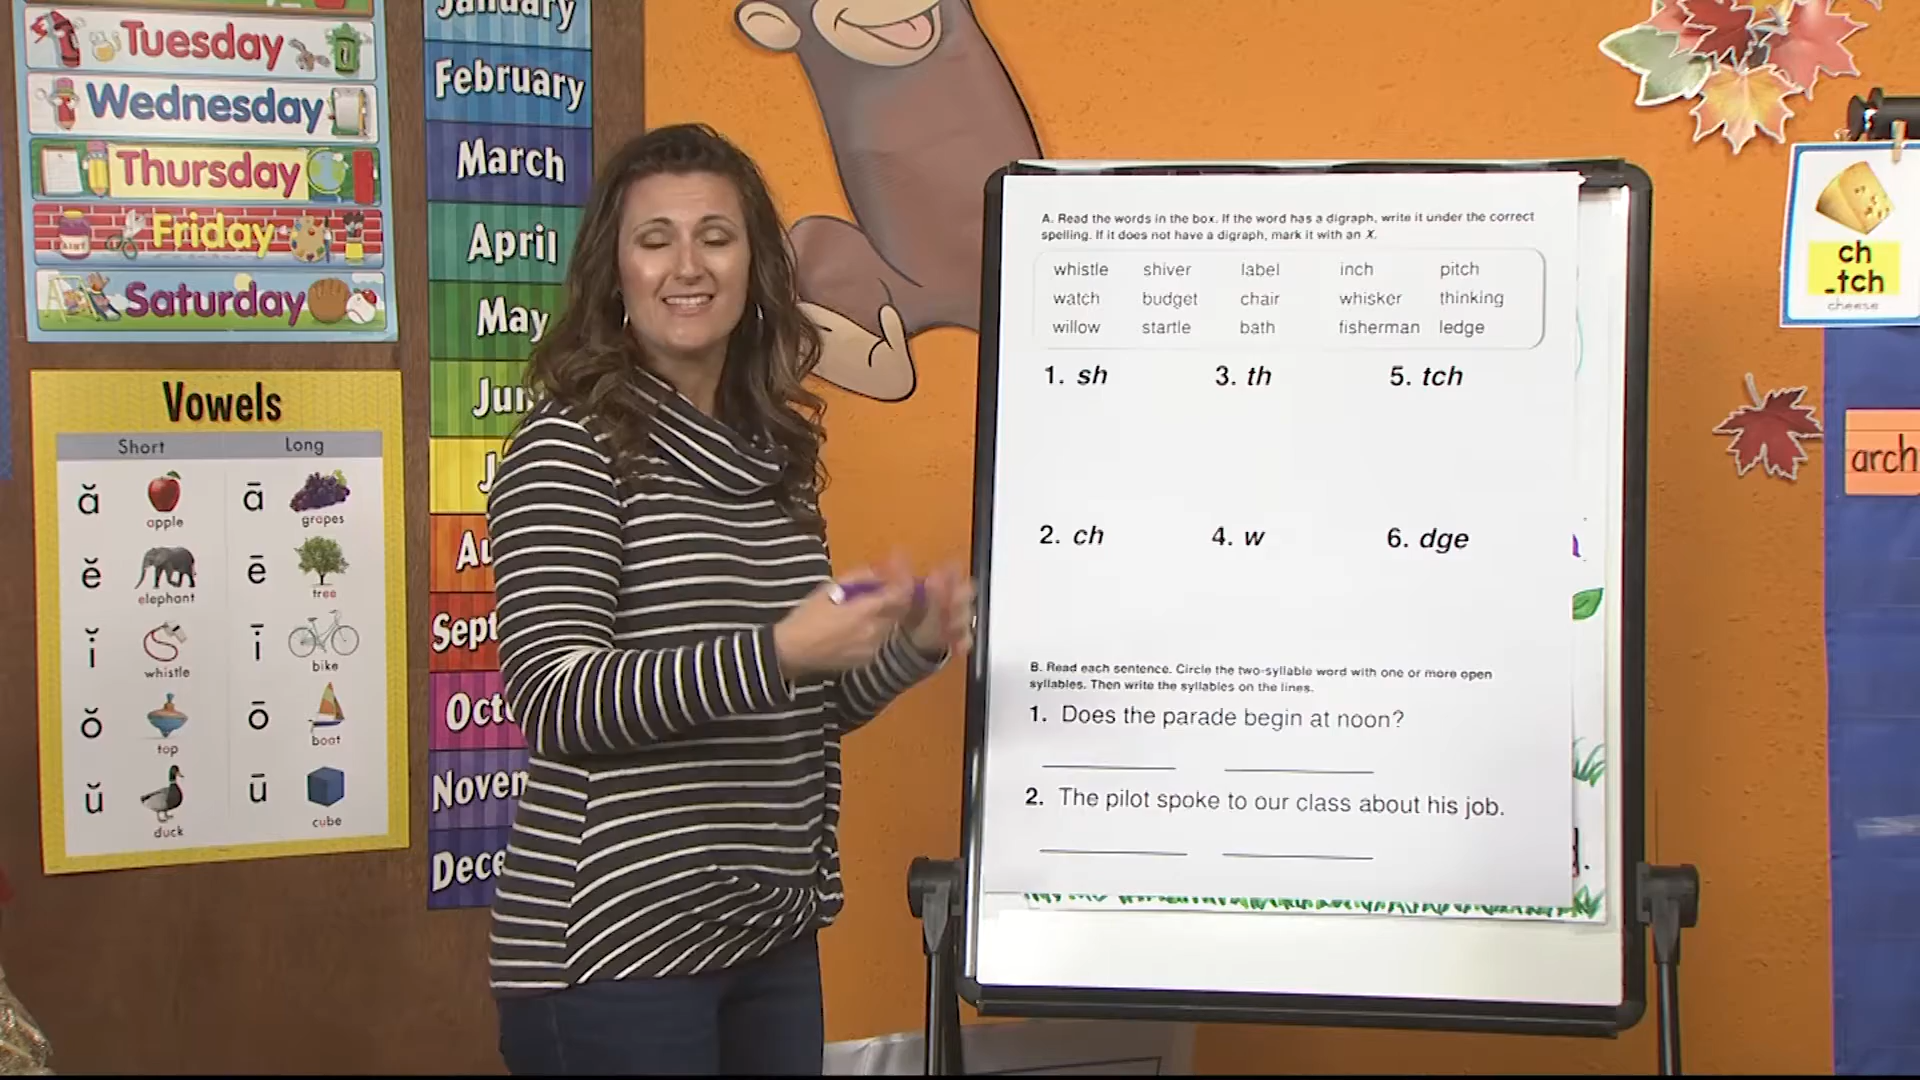 Tuesday
Wednesday
Thursday
Friday
Saturday
Vowels
Short Long
ă apple ā grapes
ĕ elephant ē tree
ĭ whistle ī bike
ŏ top ō boat
ŭ duck ū cube
January
February
March
April
May
Jun
J
Au
Sept
Octo
Novem
Dece
A. Read the words in the box. If the word has a digraph, write it under the correct
spelling. If it does not have a digraph, mark it with an X.
whistle shiver label inch pitch
watch budget chair whisker thinking
willow startle bath fisherman ledge
1. sh 3. th 5. tch
2. ch 4. w 6. dge
B. Read each sentence. Circle the two-syllable word with one or more open
syllables. Then write the syllables on the lines.
1. Does the parade begin at noon?
2. The pilot spoke to our class about his job.
ch
_tch
cheese
arch